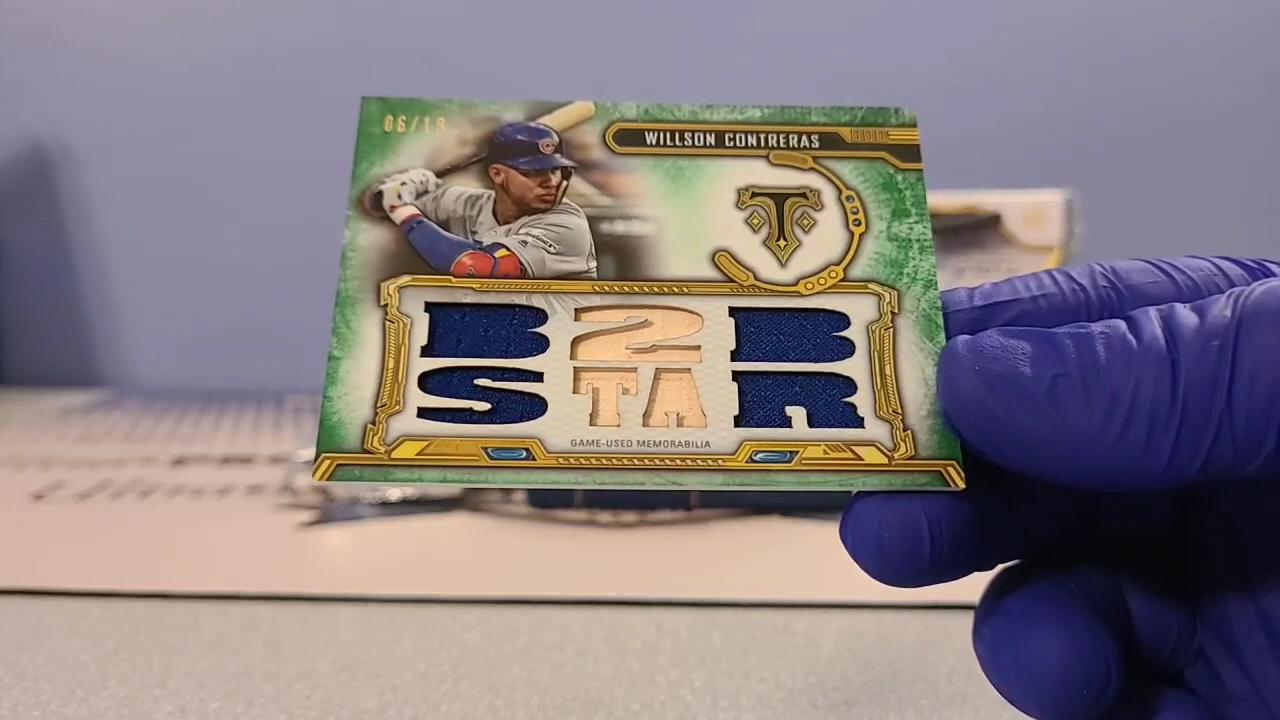 06/18
WILLSON CONTRERAS
T
B2B
STAR
GAME-USED MEMORABILIA